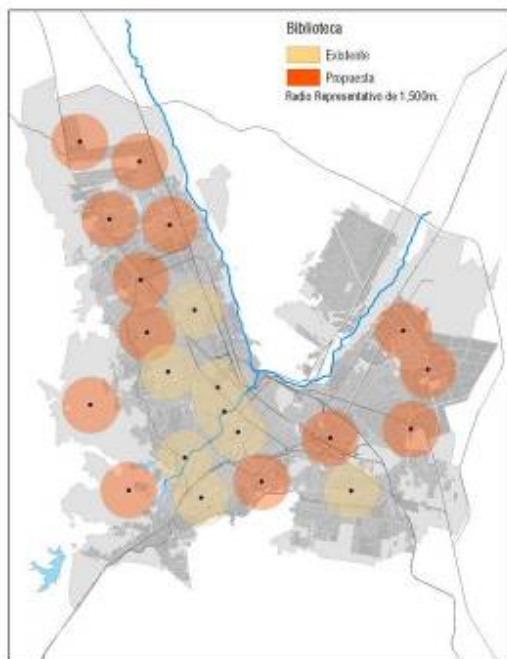 Biblioteca
Existente
Propuesta
Radio Representativo de 1,500m.